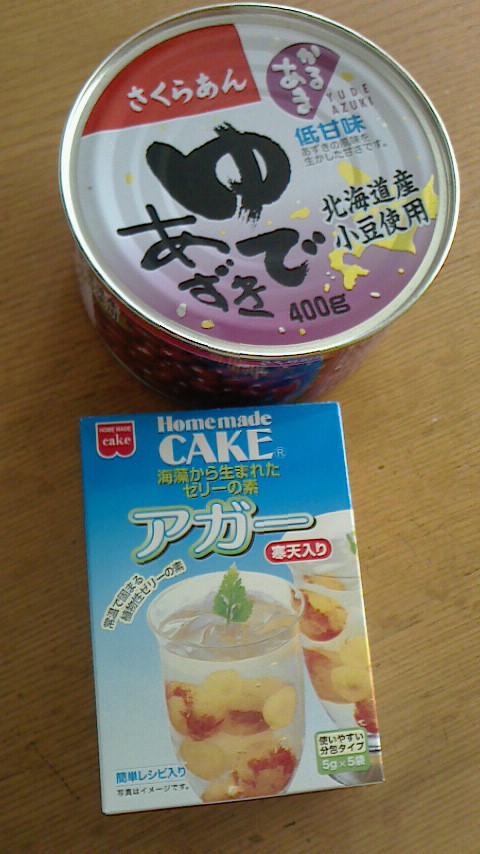 さくらあん
かる
あま
YUDE
AZUKI
低甘味
あずきの風味を
生かした甘さです。
ゆ
で
あずき
北海道産
小豆使用
400g
HOME MADE
cake
Home made
CAKE®
海藻から生まれた
ゼリーの素
アガー
寒天入り
常温で固まる
植物性ゼリーの素
使いやすい
分包タイプ
5g×5袋
簡単レシピ入り
写真はイメージです。